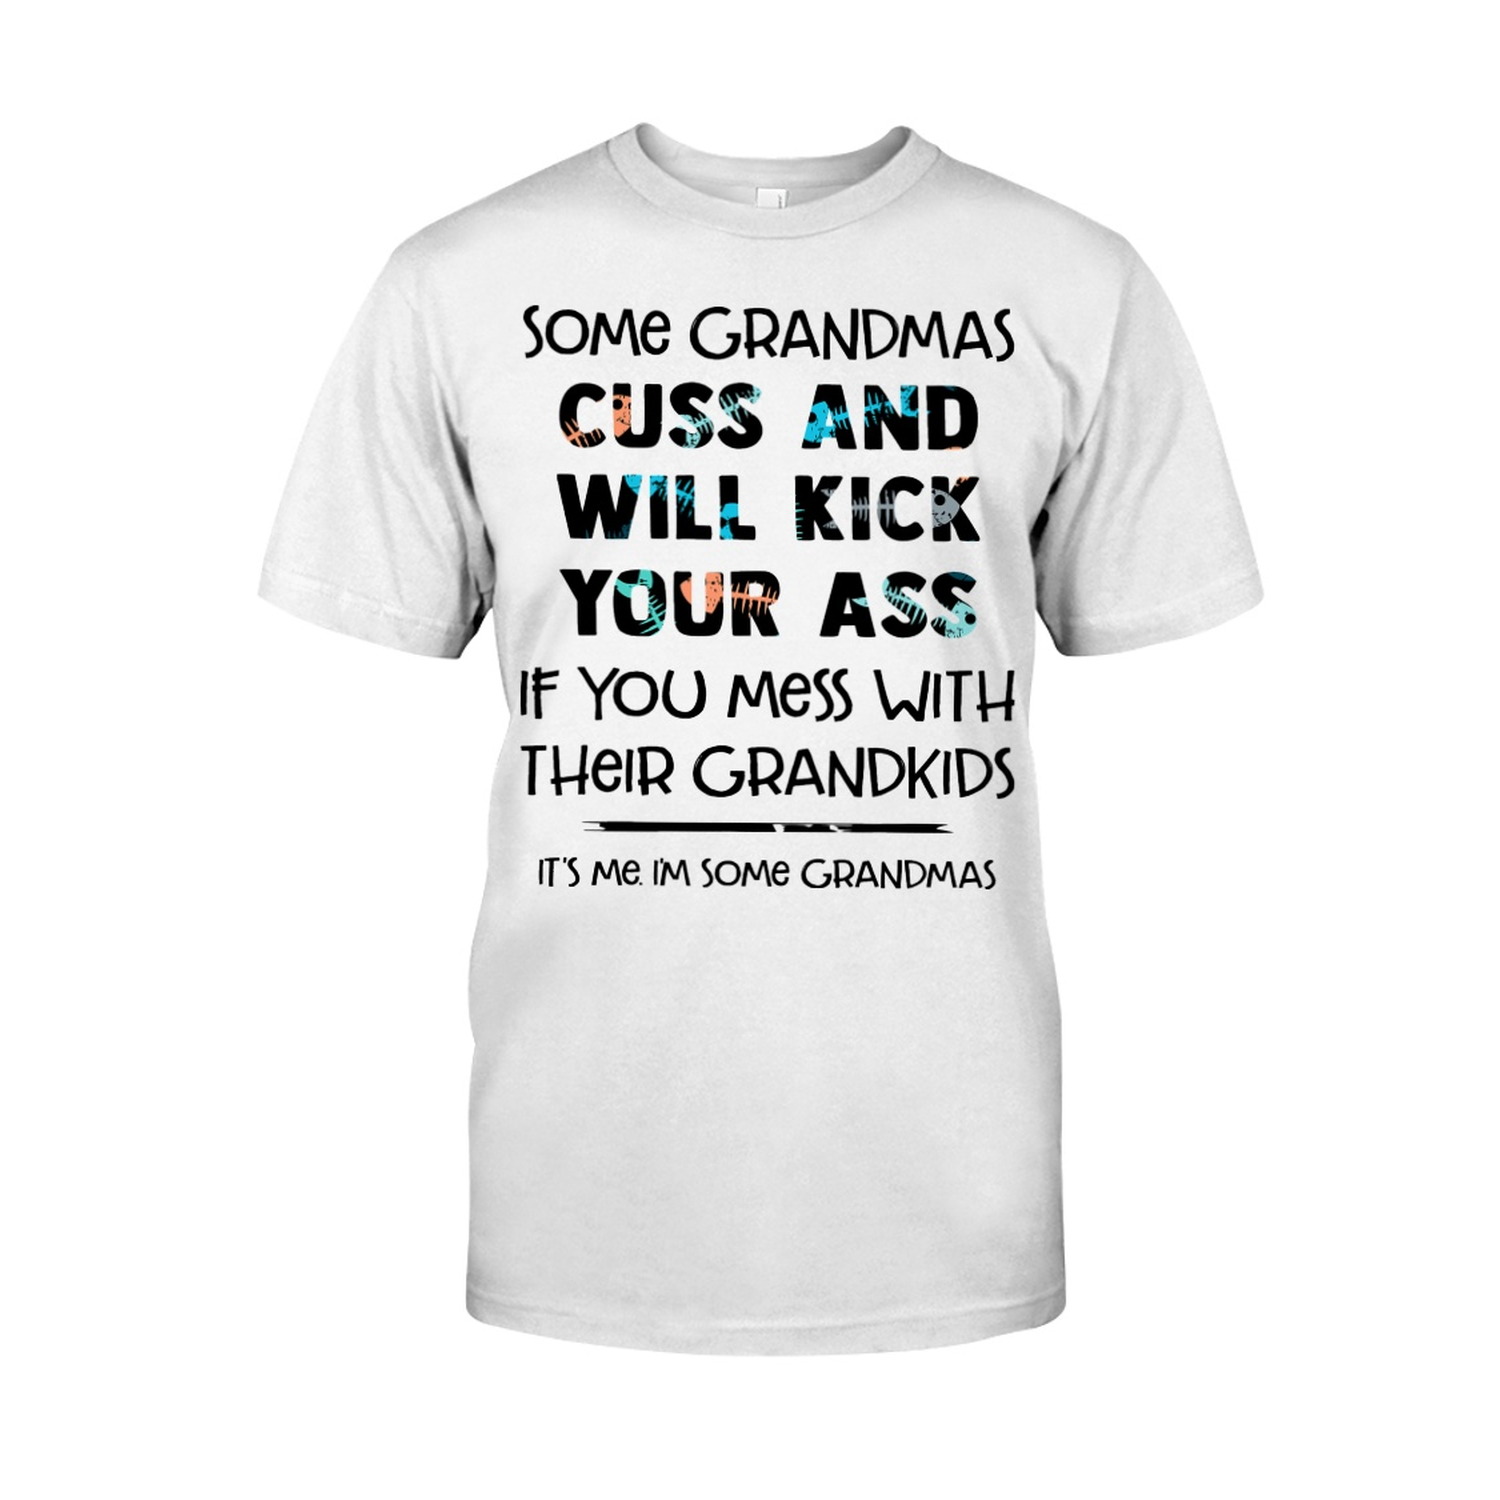 SOMe GRANDMAS
CUSS AND
WILL KICK
YOUR ASS
IF YOU MeSS WITH
THeIR GRANDKIDS
IT'S Me. I'M SOMe GRANDMAS